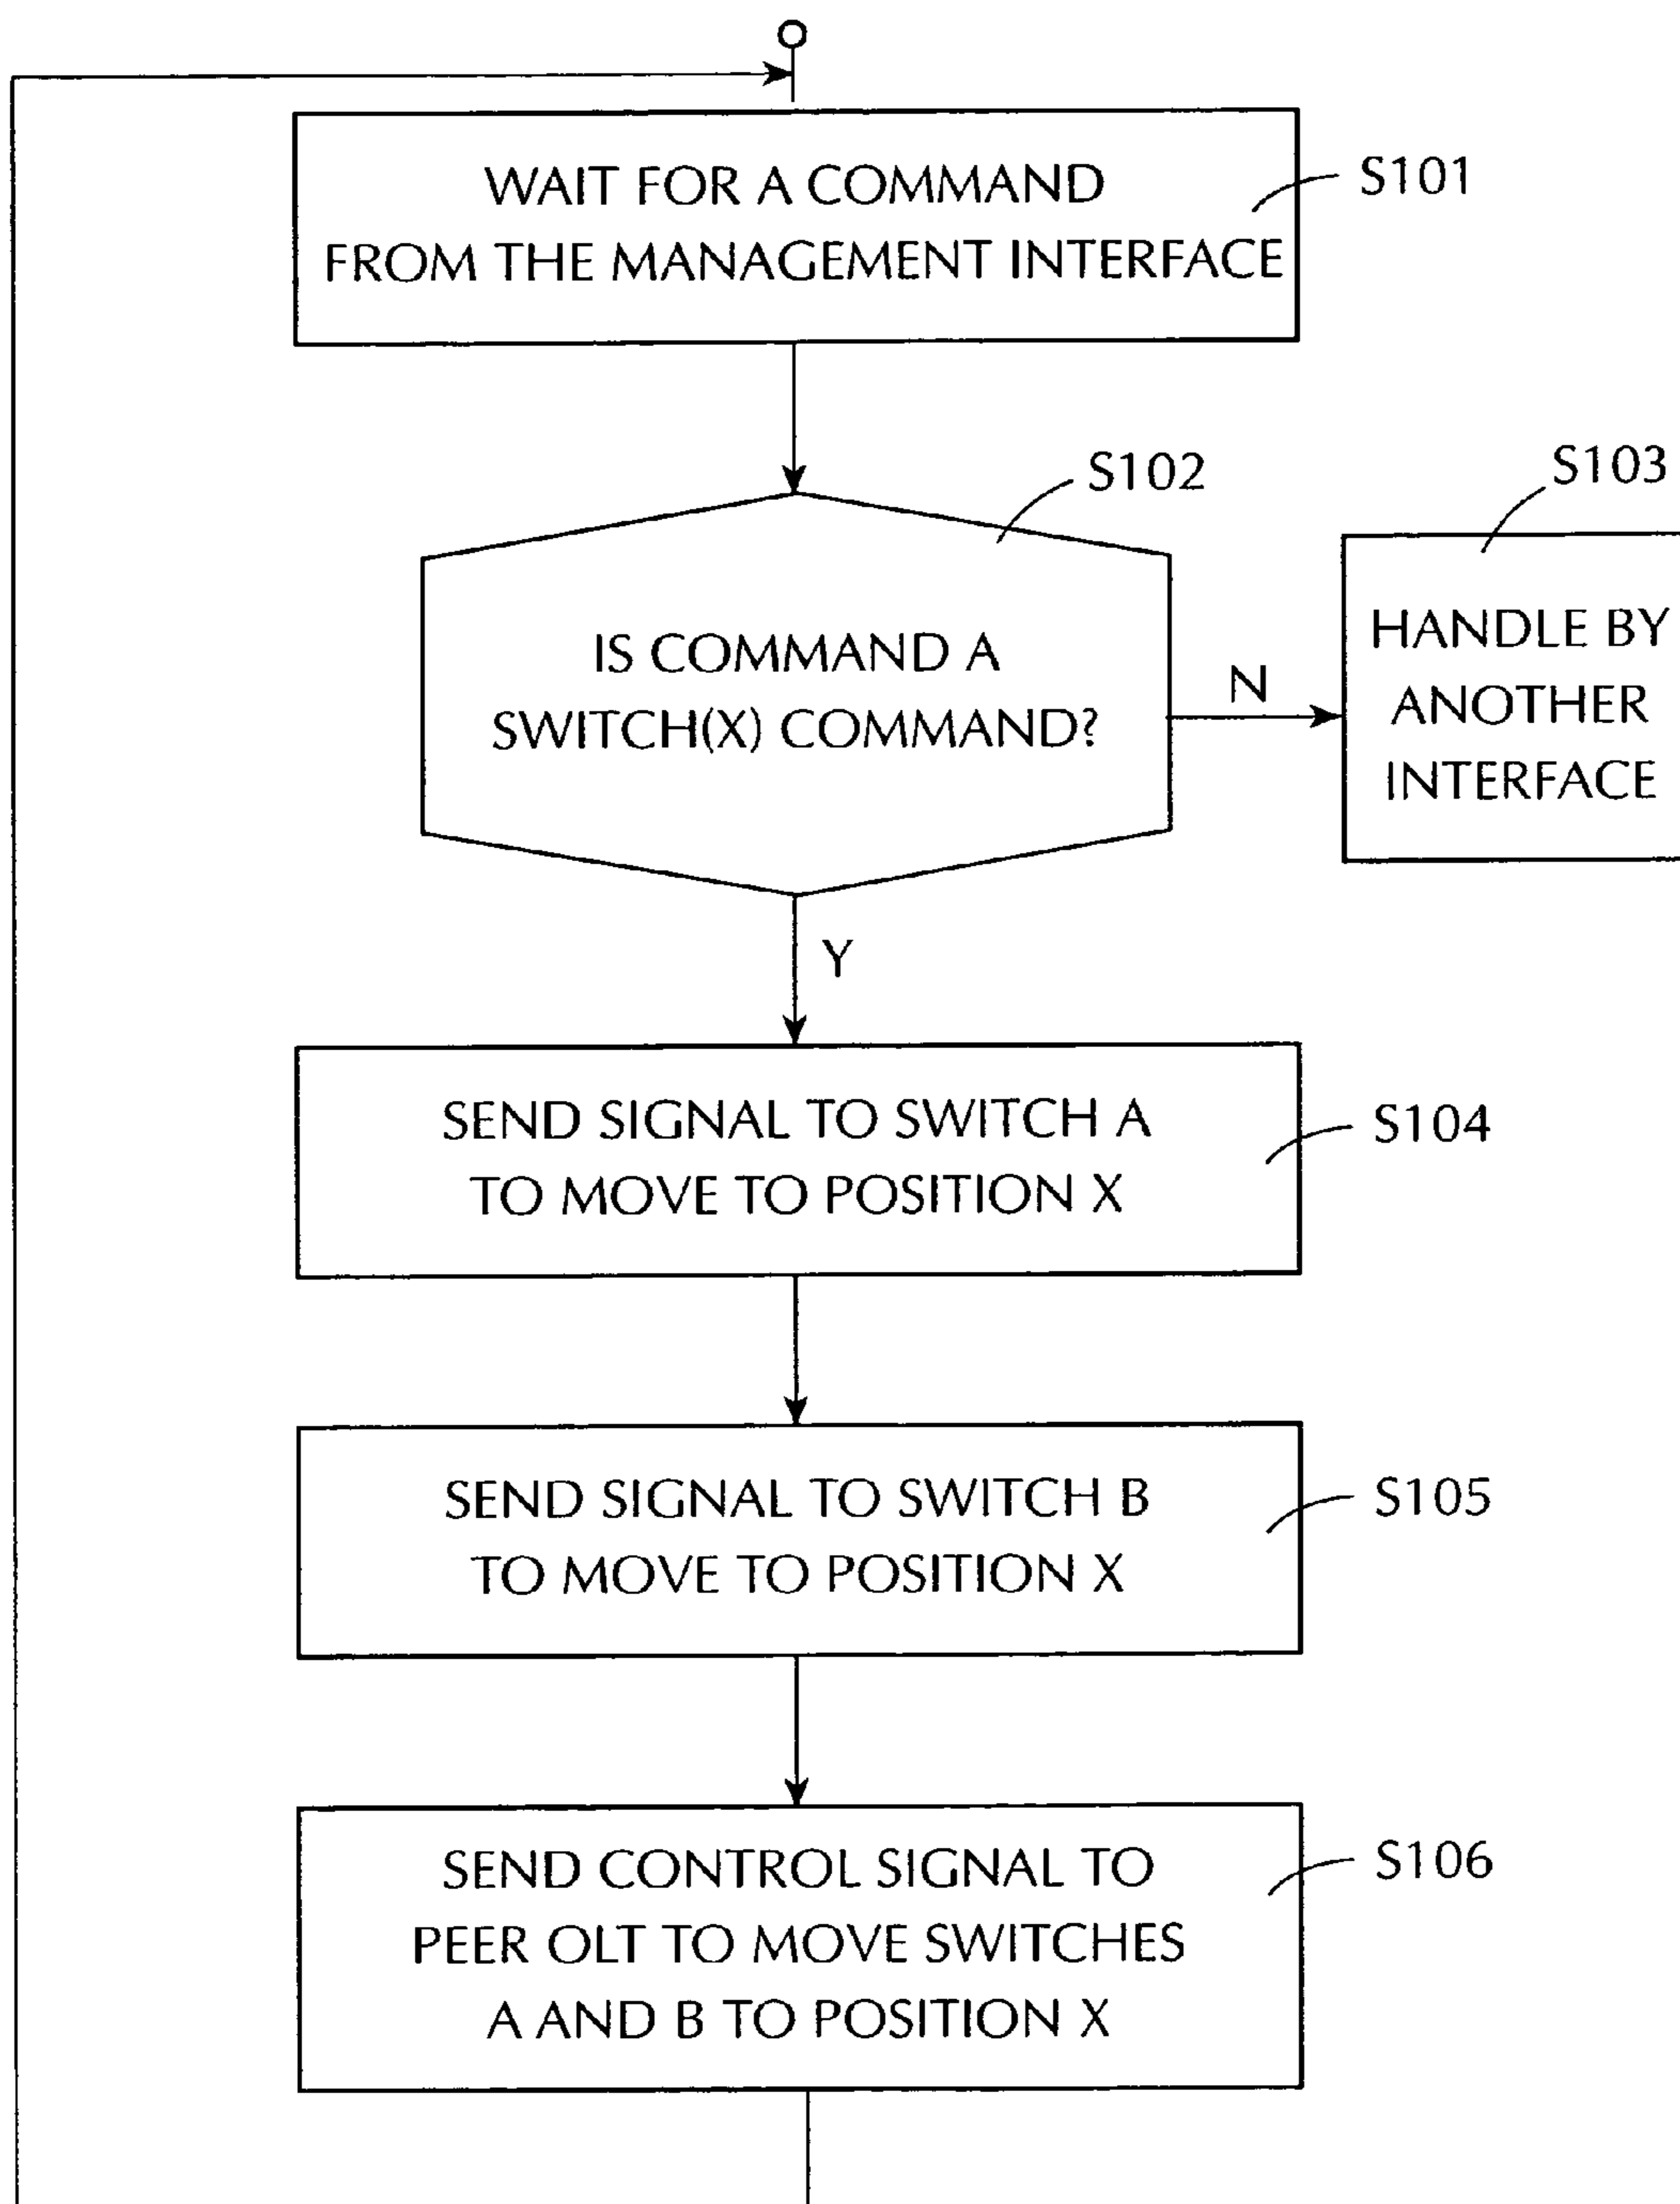 WAIT FOR A COMMAND
FROM THE MANAGEMENT INTERFACE
S101
S102
IS COMMAND A
SWITCH(X) COMMAND?
N
S103
HANDLE BY
ANOTHER
INTERFACE
Y
SEND SIGNAL TO SWITCH A
TO MOVE TO POSITION X
S104
SEND SIGNAL TO SWITCH B
TO MOVE TO POSITION X
S105
SEND CONTROL SIGNAL TO
PEER OLT TO MOVE SWITCHES
A AND B TO POSITION X
S106